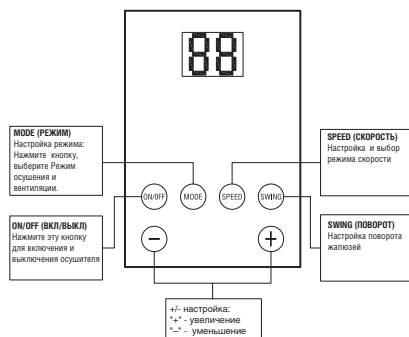 88
MODE (РЕЖИМ)
Настройка режима:
Нажмите кнопку,
выберите Режим
осушения и
вентиляции.
SPEED (СКОРОСТЬ)
Настройка и выбор
режима скорости
ON/OFF
MODE
SPEED
SWING
ON/OFF (ВКЛ/ВЫКЛ)
Нажмите эту кнопку
для включения и
выключения осушителя
SWING (ПОВОРОТ)
Настройка поворота
жалюзей
–
+
+/- настройка:
"+" - увеличение
"–" - уменьшение